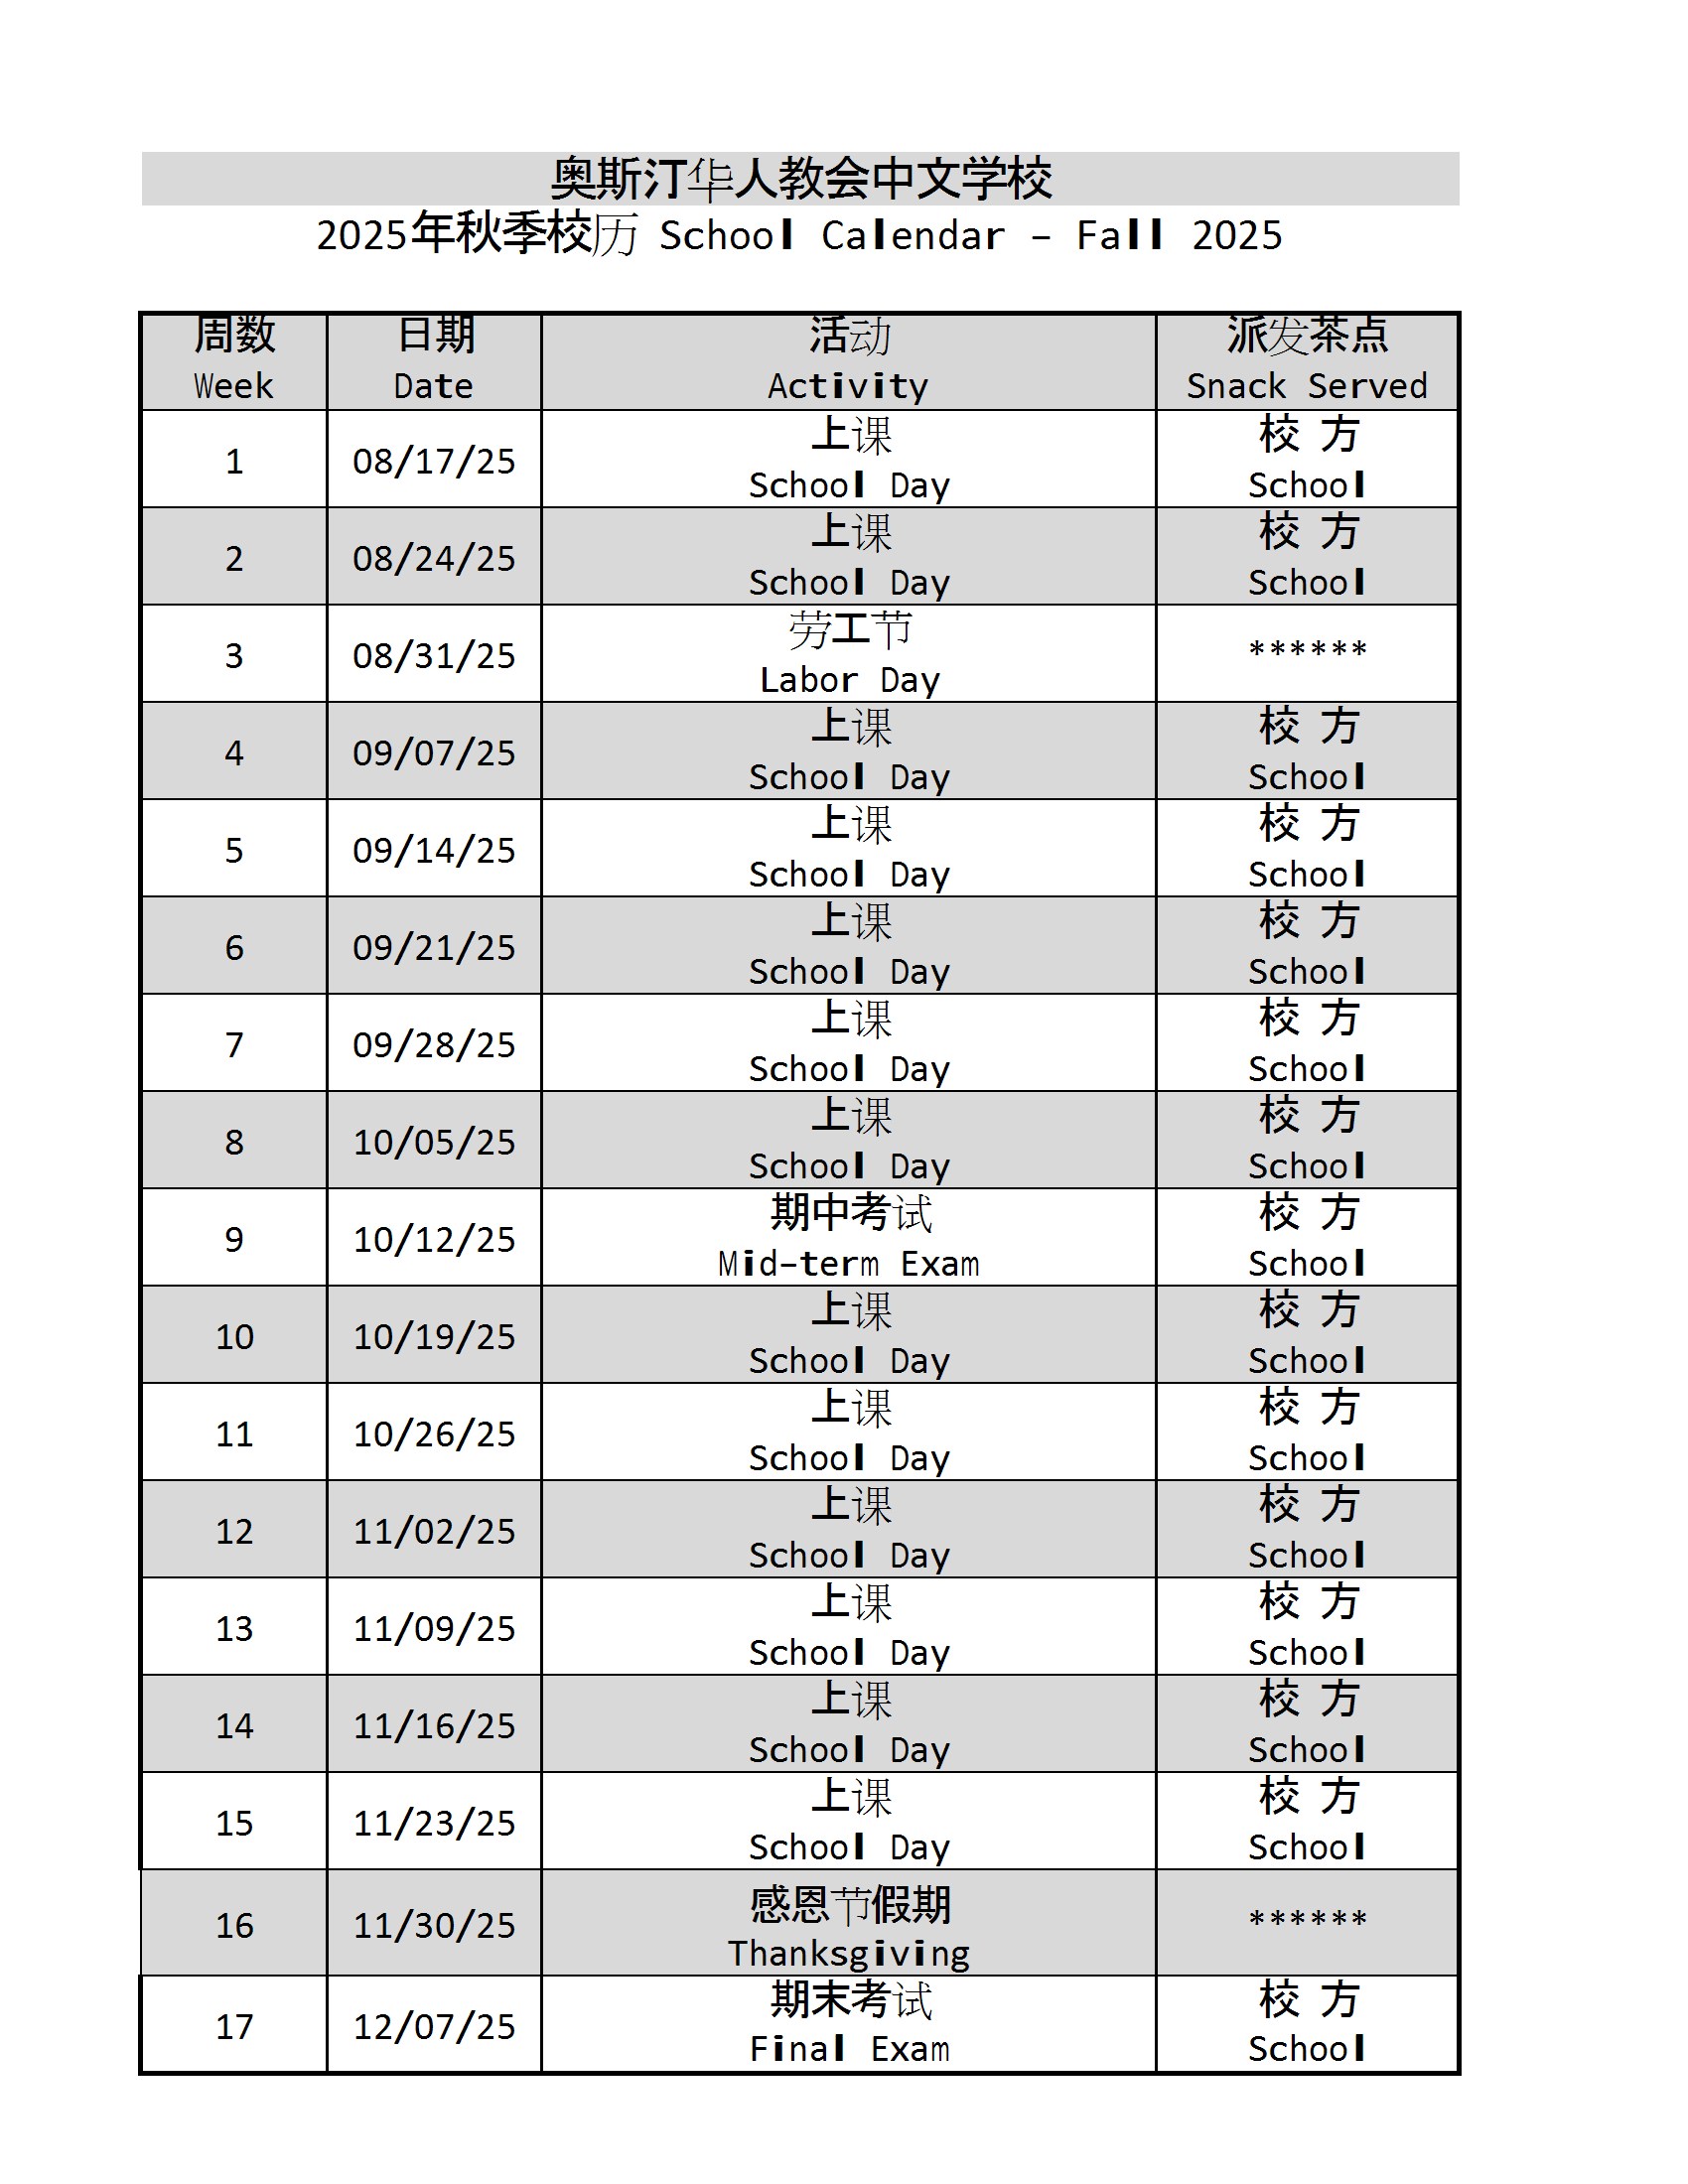 奥斯汀华人教会中文学校
2025年秋季校历 School Calendar - Fall 2025
周数 日期 活动 派发茶点
Week Date Activity Snack Served
1 08/17/25 上课 校 方
School Day School
2 08/24/25 上课 校 方
School Day School
3 08/31/25 劳工节 ******
Labor Day
4 09/07/25 上课 校 方
School Day School
5 09/14/25 上课 校 方
School Day School
6 09/21/25 上课 校 方
School Day School
7 09/28/25 上课 校 方
School Day School
8 10/05/25 上课 校 方
School Day School
9 10/12/25 期中考试 校 方
Mid-term Exam School
10 10/19/25 上课 校 方
School Day School
11 10/26/25 上课 校 方
School Day School
12 11/02/25 上课 校 方
School Day School
13 11/09/25 上课 校 方
School Day School
14 11/16/25 上课 校 方
School Day School
15 11/23/25 上课 校 方
School Day School
16 11/30/25 感恩节假期 ******
Thanksgiving
17 12/07/25 期末考试 校 方
Final Exam School